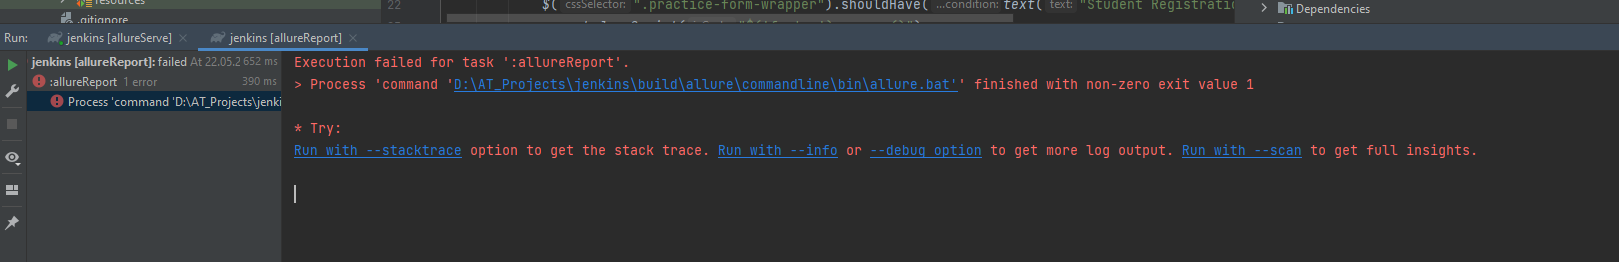 resources
.gitignore
22
$( cssSelector: ".practice-form-wrapper").shouldHave( ...condition: text( text: "Student Registratio
Dependencies
Run:
jenkins [allureServe] ×
jenkins [allureReport] ×
jenkins [allureReport]: failed At 22.05.2 652 ms
:allureReport 1 error 390 ms
Process 'command 'D:\AT_Projects\jenki
Execution failed for task ':allureReport'.
> Process 'command 'D:\AT_Projects\jenkins\build\allure\commandline\bin\allure.bat'' finished with non-zero exit value 1
* Try:
Run with --stacktrace option to get the stack trace. Run with --info or --debug option to get more log output. Run with --scan to get full insights.